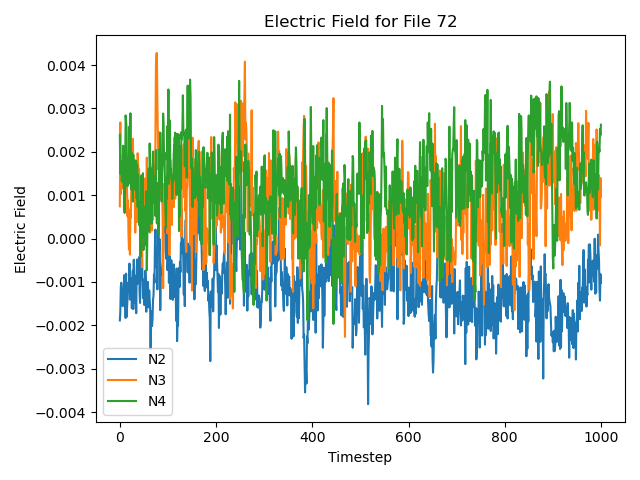 Electric Field for File 72
Electric Field
0.004
0.003
0.002
0.001
0.000
−0.001
−0.002
−0.003
−0.004
N2
N3
N4
0 200 400 600 800 1000
Timestep